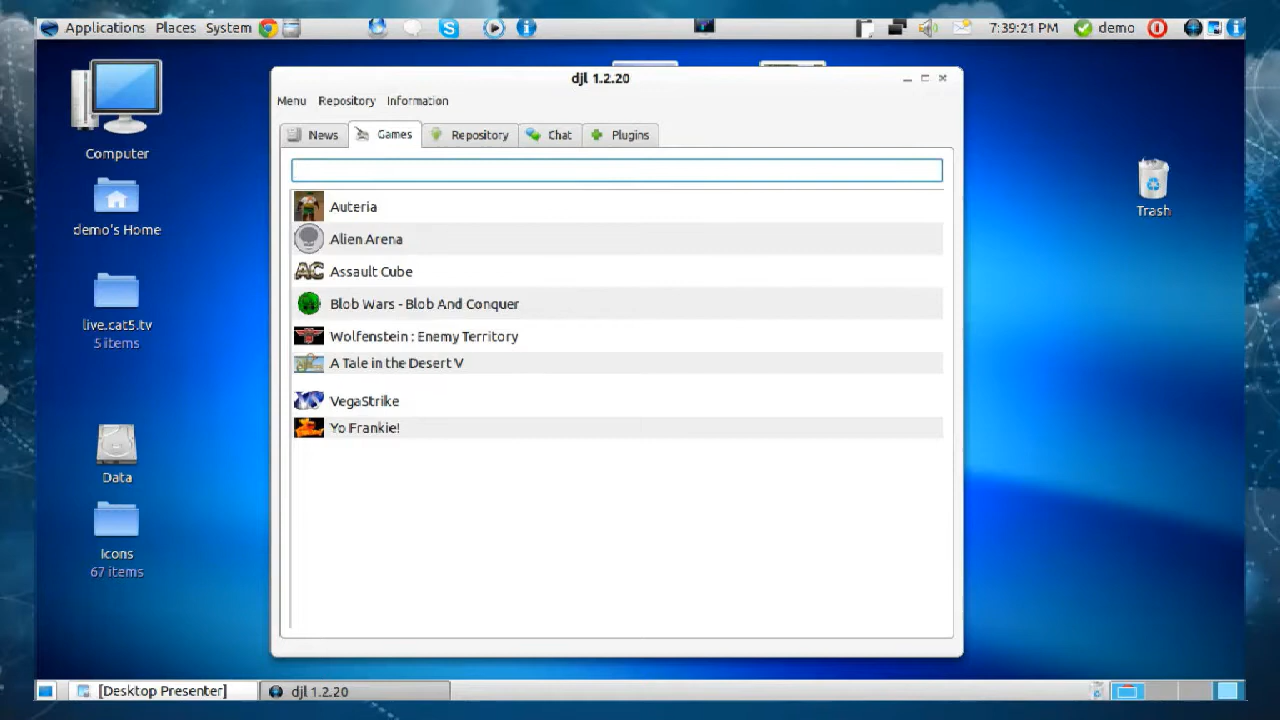 Applications Places System 7:39:21 PM demo
djl 1.2.20
Menu Repository Information
News Games Repository Chat Plugins
Auteria
Alien Arena
Assault Cube
Blob Wars - Blob And Conquer
Wolfenstein : Enemy Territory
A Tale in the Desert V
VegaStrike
Yo Frankie!
Computer
demo's Home
live.cat5.tv
5 items
Data
Icons
67 items
Trash
[Desktop Presenter] djl 1.2.20